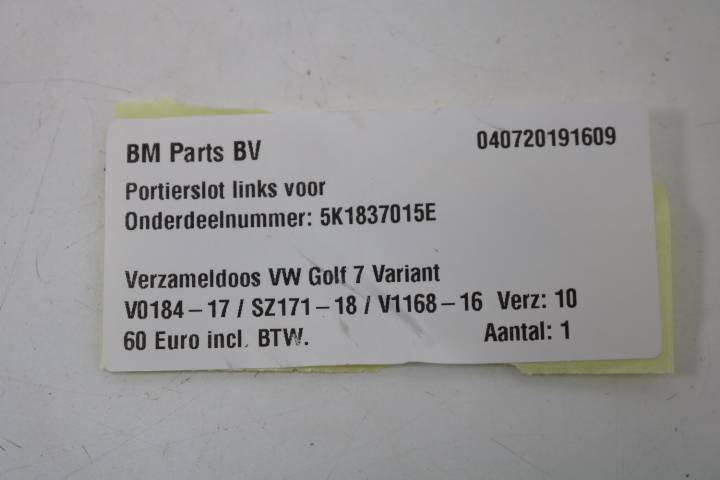 BM Parts BV 040720191609
Portierslot links voor
Onderdeelnummer: 5K1837015E
Verzameldoos VW Golf 7 Variant
V0184-17 / SZ171-18 / V1168-16 Verz: 10
60 Euro incl. BTW. Aantal: 1